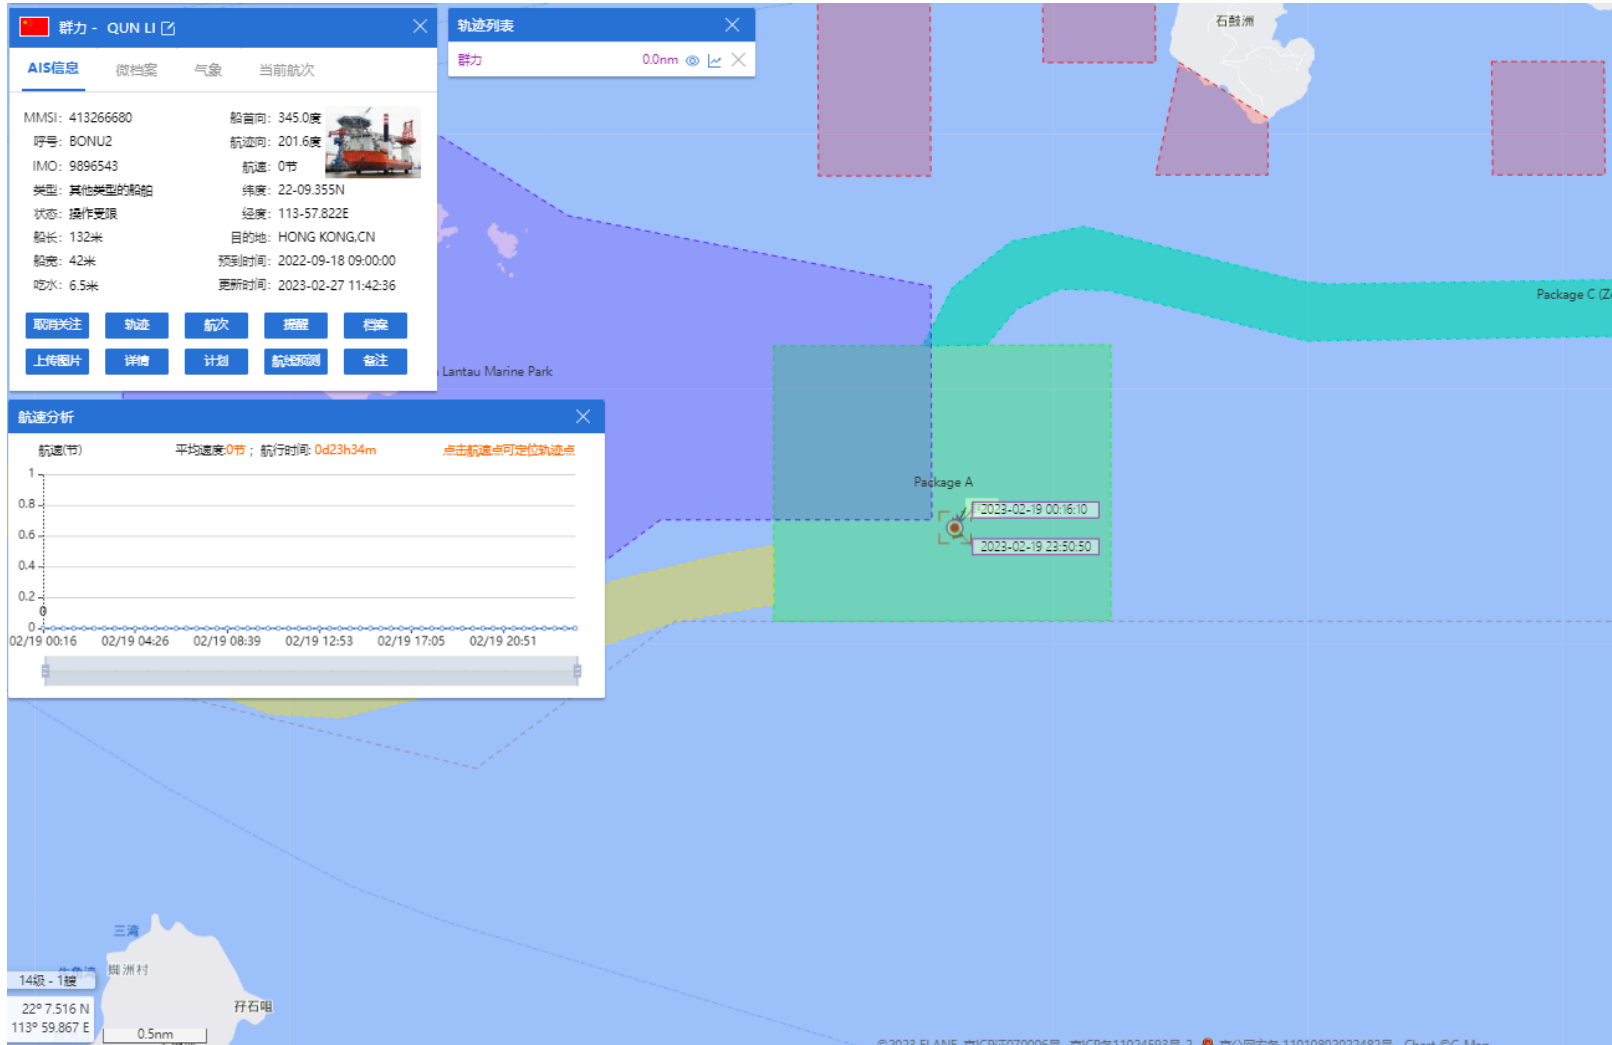 群力 - QUN LI
AIS信息 微档案 气象 当前航次
MMSI: 413266680 船首向: 345.0度
呼号: BONU2 航迹向: 201.6度
IMO: 9896543 航速: 0节
类型: 其他类型的船舶 纬度: 22-09.355N
状态: 操作受限 经度: 113-57.822E
船长: 132米 目的地: HONG KONG,CN
船宽: 42米 预到时间: 2022-09-18 09:00:00
吃水: 6.5米 更新时间: 2023-02-27 11:42:36
取消关注 轨迹 航次 提醒 档案
上传图片 详情 计划 航线预测 备注
轨迹列表
群力 0.0nm
石鼓洲
Package C (Z
Lantau Marine Park
航速分析
航速(节) 平均速度:0节 ; 航行时间: 0d23h34m 点击航速点可定位轨迹点
1
0.8
0.6
0.4
0.2
0
0
02/19 00:16 02/19 04:26 02/19 08:39 02/19 12:53 02/19 17:05 02/19 20:51
Package A
2023-02-19 00:16:10
2023-02-19 23:50:50
三湾
蜘洲村
14级 - 1艘
孖石咀
22° 7.516 N
113° 59.867 E
0.5nm